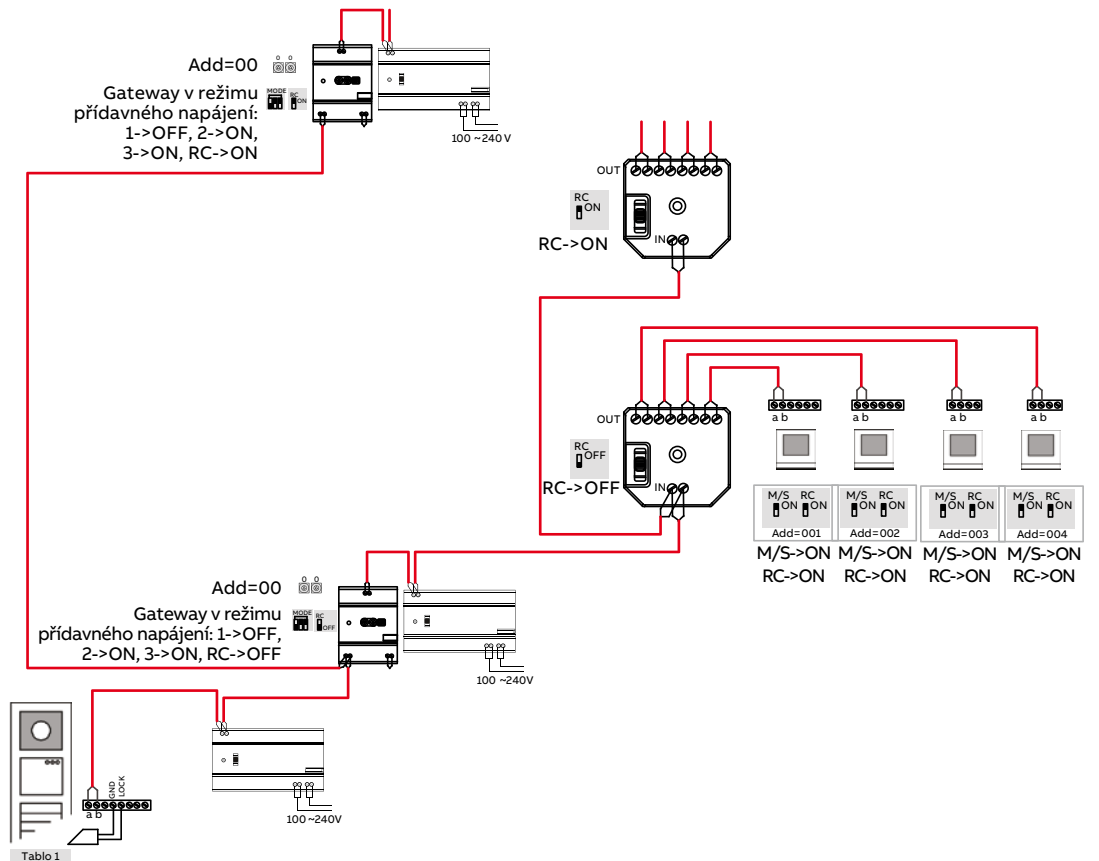 0 0
Add=00
MODE RC
ON
Gateway v režimu
přídavného napájení:
1->OFF, 2->ON,
3->ON, RC->ON
100 ~240 V
OUT
RC
ON
IN
RC->ON
OUT
RC
OFF
IN
RC->OFF
a b
a b
a b
a b
M/S RC
ON ON
Add=001
M/S->ON
RC->ON
M/S RC
ON ON
Add=002
M/S->ON
RC->ON
M/S RC
ON ON
Add=003
M/S->ON
RC->ON
M/S RC
ON ON
Add=004
M/S->ON
RC->ON
0 0
Add=00
MODE RC
OFF
Gateway v režimu
přídavného napájení: 1->OFF,
2->ON, 3->ON, RC->OFF
100 ~240V
100 ~240V
GND
LOCK
a b
Tablo 1